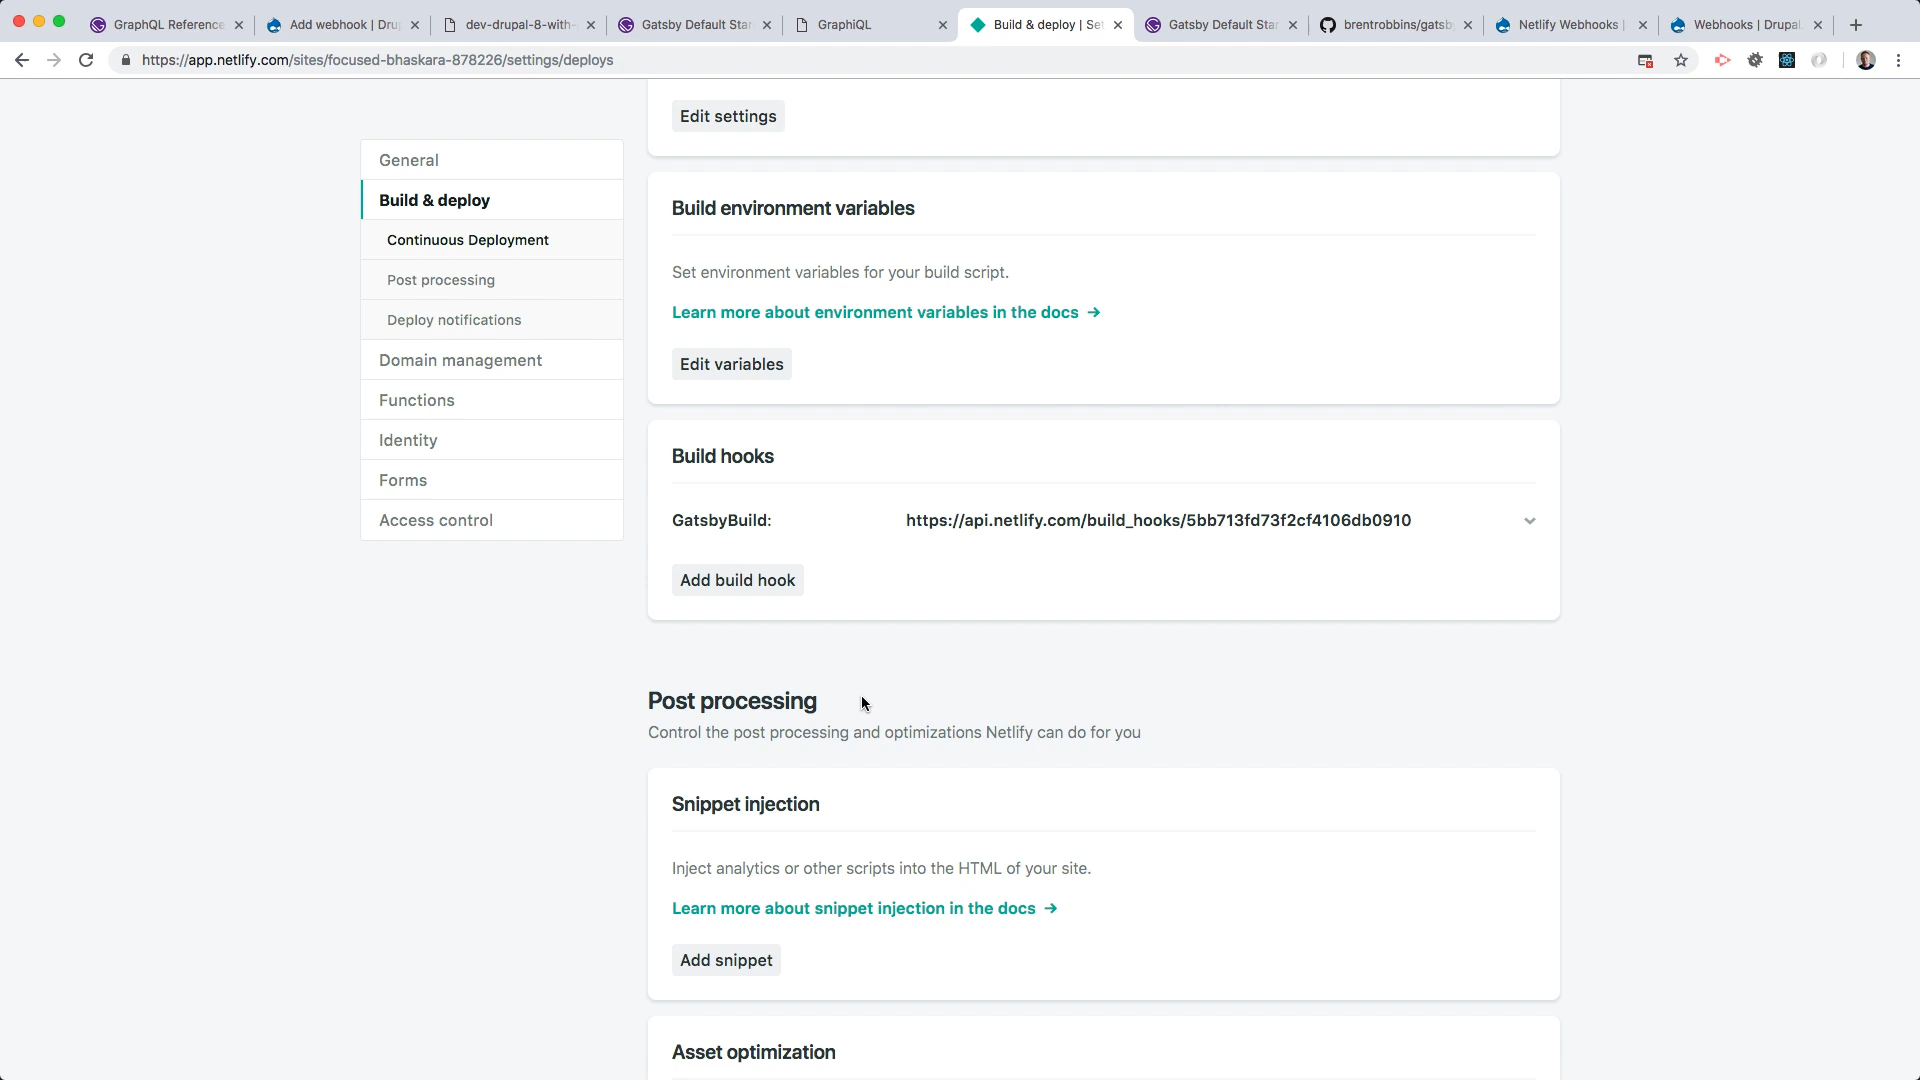 GraphQL Reference
Add webhook | Dru
dev-drupal-8-with-
Gatsby Default Star
GraphiQL
Build & deploy | Set
Gatsby Default Star
brentrobbins/gatsb
Netlify Webhooks |
Webhooks | Drupal.
https://app.netlify.com/sites/focused-bhaskara-878226/settings/deploys
Edit settings
General
Build & deploy
Continuous Deployment
Post processing
Deploy notifications
Domain management
Functions
Identity
Forms
Access control
Build environment variables
Set environment variables for your build script.
Learn more about environment variables in the docs →
Edit variables
Build hooks
GatsbyBuild: https://api.netlify.com/build_hooks/5bb713fd73f2cf4106db0910
Add build hook
Post processing
Control the post processing and optimizations Netlify can do for you
Snippet injection
Inject analytics or other scripts into the HTML of your site.
Learn more about snippet injection in the docs →
Add snippet
Asset optimization